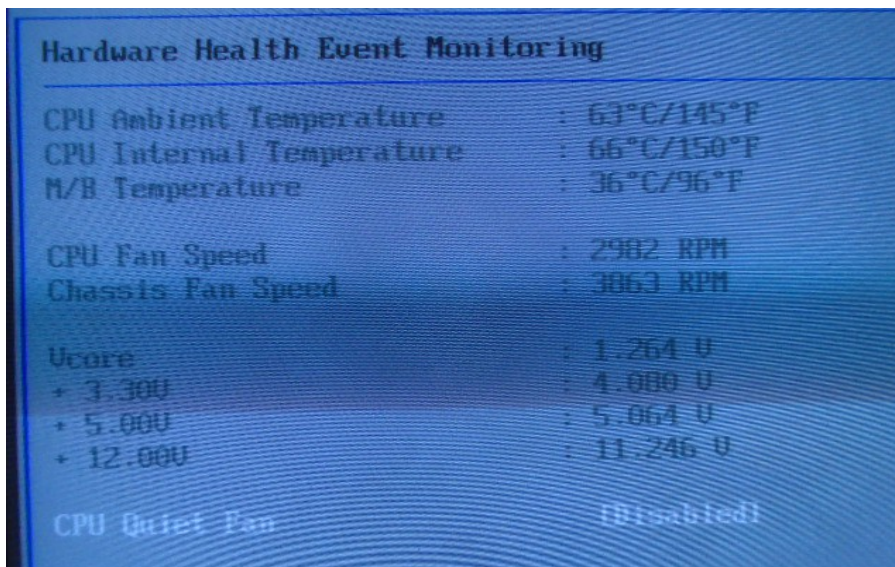 Hardware Health Event Monitoring
CPU Ambient Temperature : 63°C/145°F
CPU Internal Temperature : 66°C/150°F
M/B Temperature : 36°C/96°F
CPU Fan Speed : 2982 RPM
Chassis Fan Speed : 3063 RPM
Vcore : 1.264 V
+ 3.30V : 4.080 V
+ 5.00V : 5.064 V
+ 12.00V : 11.246 V
CPU Quiet Fan [Disabled]